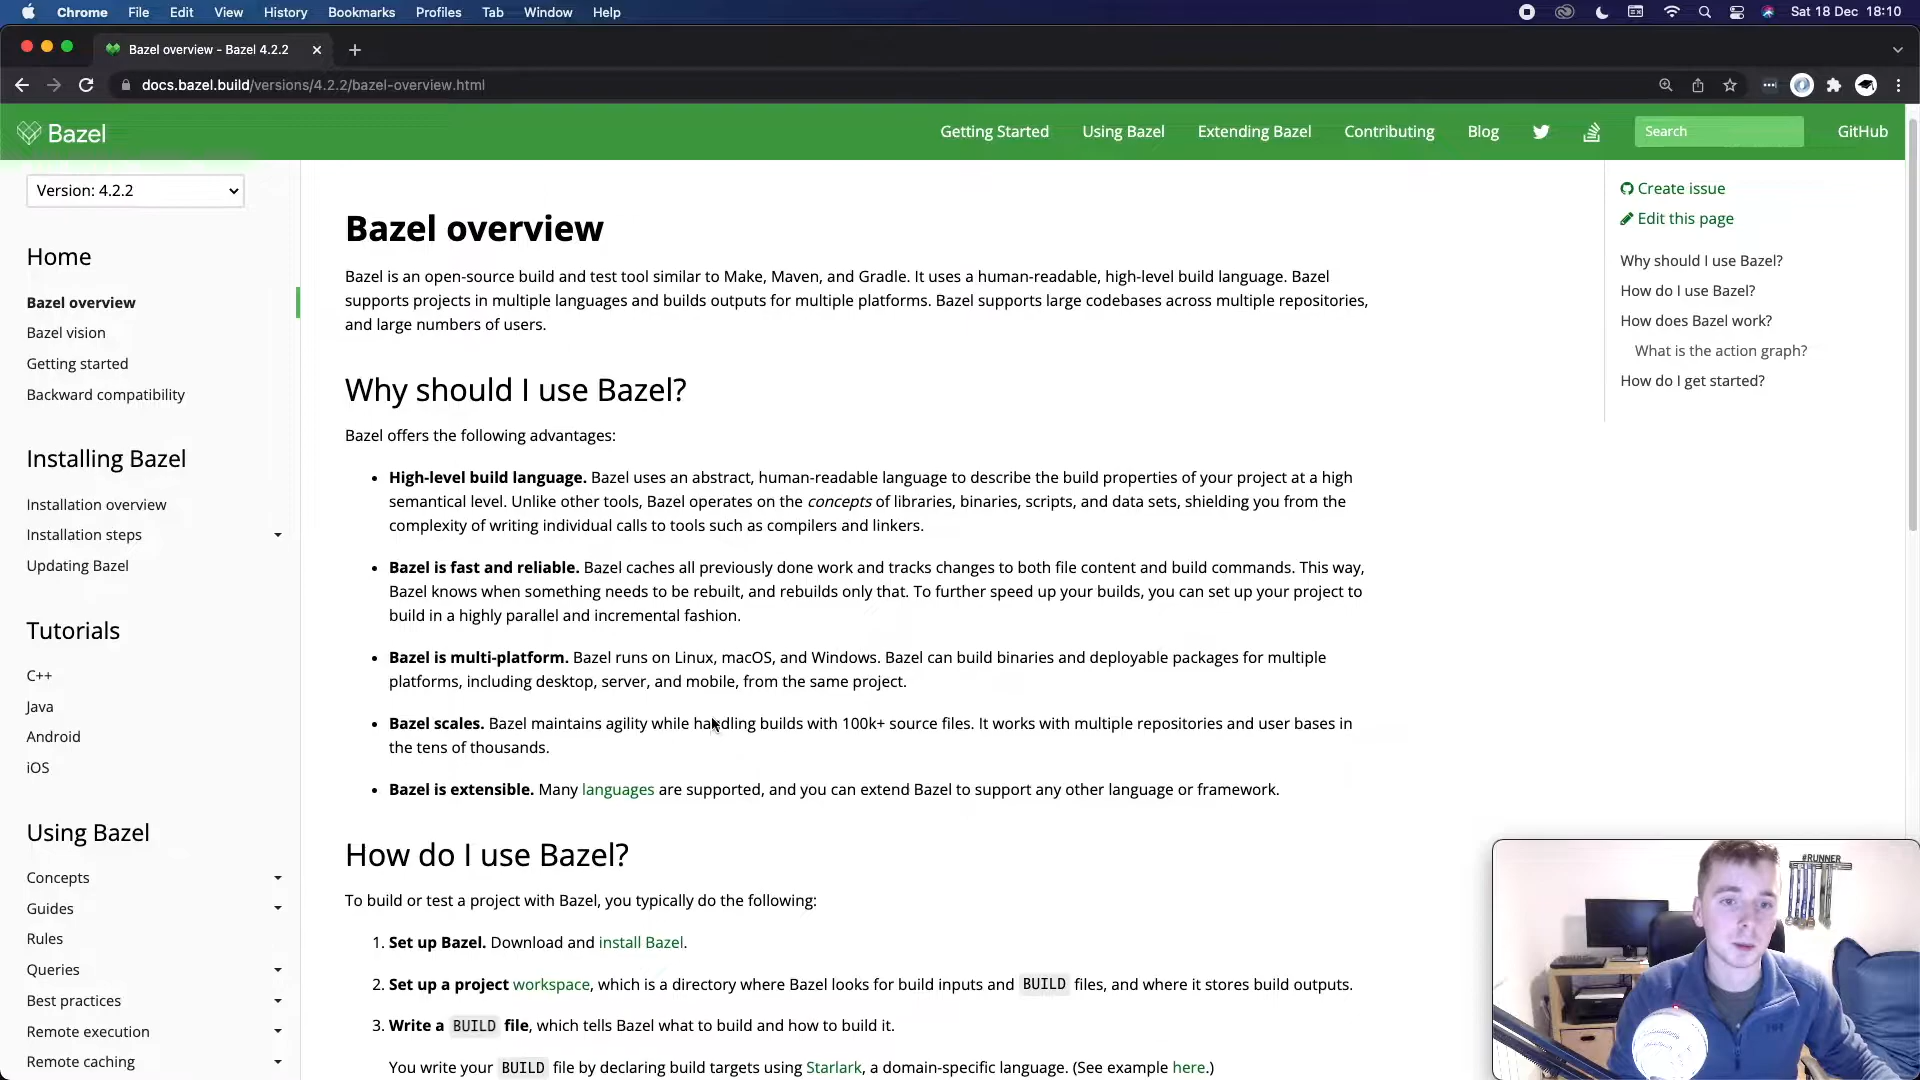 Chrome File Edit View History Bookmarks Profiles Tab Window Help Sat 18 Dec 18:10
Bazel overview - Bazel 4.2.2
docs.bazel.build/versions/4.2.2/bazel-overview.html
Bazel Getting Started Using Bazel Extending Bazel Contributing Blog Search GitHub
Version: 4.2.2
Home
Bazel overview
Bazel vision
Getting started
Backward compatibility
Installing Bazel
Installation overview
Installation steps
Updating Bazel
Tutorials
C++
Java
Android
iOS
Using Bazel
Concepts
Guides
Rules
Queries
Best practices
Remote execution
Remote caching
Bazel overview
Bazel is an open-source build and test tool similar to Make, Maven, and Gradle. It uses a human-readable, high-level build language. Bazel
supports projects in multiple languages and builds outputs for multiple platforms. Bazel supports large codebases across multiple repositories,
and large numbers of users.
Why should I use Bazel?
Bazel offers the following advantages:
• High-level build language. Bazel uses an abstract, human-readable language to describe the build properties of your project at a high
semantical level. Unlike other tools, Bazel operates on the concepts of libraries, binaries, scripts, and data sets, shielding you from the
complexity of writing individual calls to tools such as compilers and linkers.
• Bazel is fast and reliable. Bazel caches all previously done work and tracks changes to both file content and build commands. This way,
Bazel knows when something needs to be rebuilt, and rebuilds only that. To further speed up your builds, you can set up your project to
build in a highly parallel and incremental fashion.
• Bazel is multi-platform. Bazel runs on Linux, macOS, and Windows. Bazel can build binaries and deployable packages for multiple
platforms, including desktop, server, and mobile, from the same project.
• Bazel scales. Bazel maintains agility while handling builds with 100k+ source files. It works with multiple repositories and user bases in
the tens of thousands.
• Bazel is extensible. Many languages are supported, and you can extend Bazel to support any other language or framework.
How do I use Bazel?
To build or test a project with Bazel, you typically do the following:
1. Set up Bazel. Download and install Bazel.
2. Set up a project workspace, which is a directory where Bazel looks for build inputs and BUILD files, and where it stores build outputs.
3. Write a BUILD file, which tells Bazel what to build and how to build it.
You write your BUILD file by declaring build targets using Starlark, a domain-specific language. (See example here.)
Create issue
Edit this page
Why should I use Bazel?
How do I use Bazel?
How does Bazel work?
What is the action graph?
How do I get started?
#RUNNER